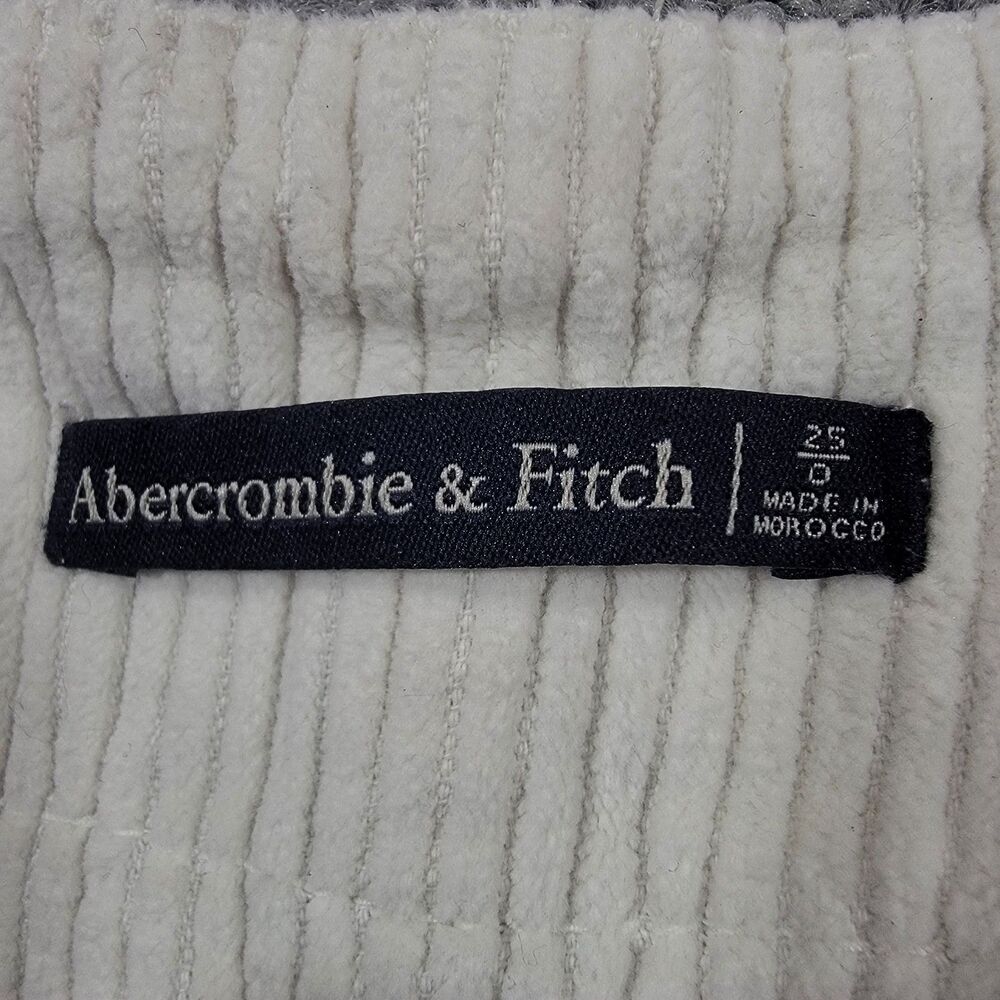 Abercrombie & Fitch
25
0
MADE IN
MOROCCO